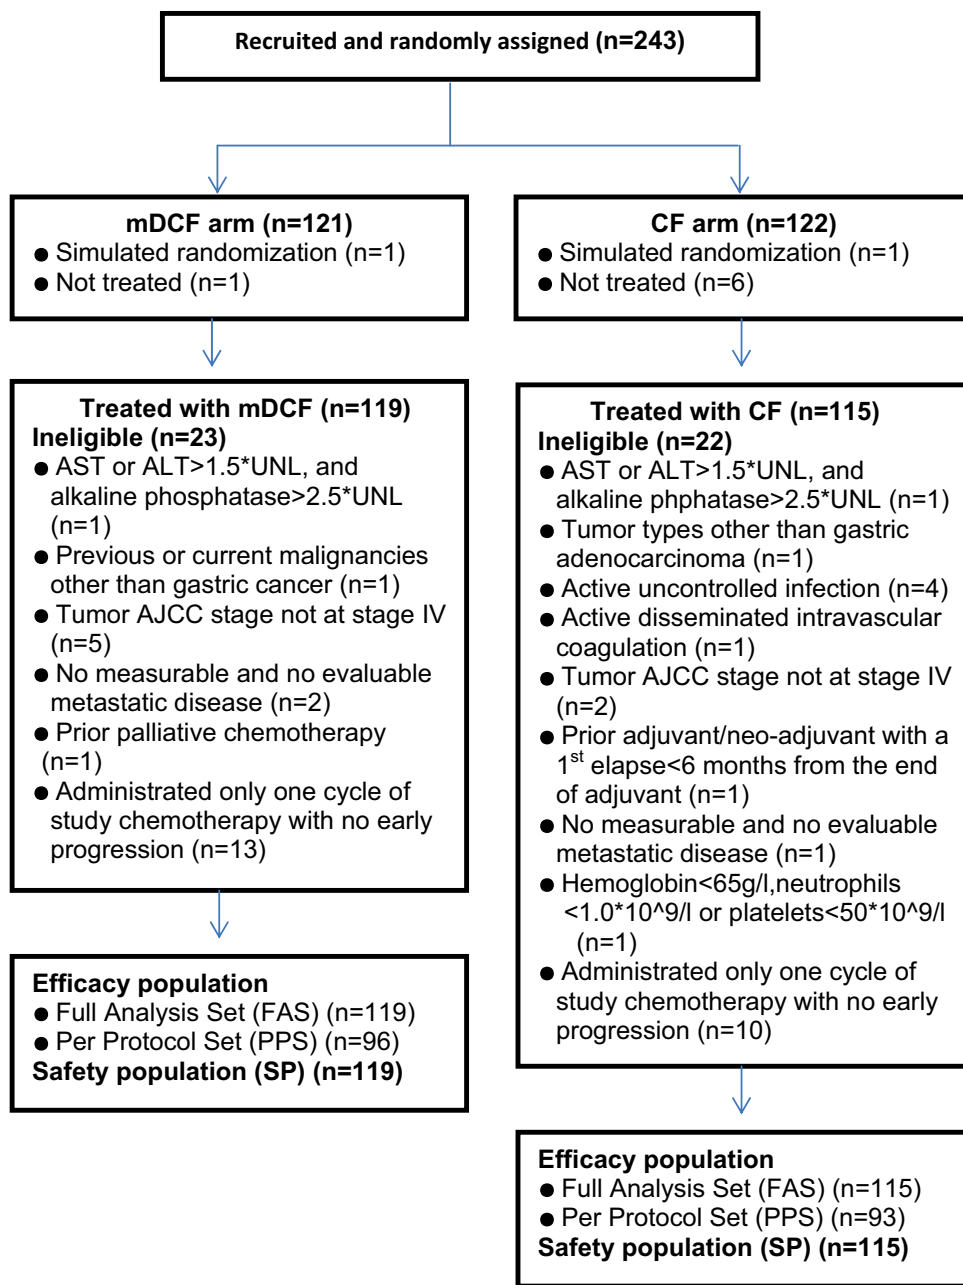 Recruited and randomly assigned (n=243)
mDCF arm (n=121)
● Simulated randomization (n=1)
● Not treated (n=1)
CF arm (n=122)
● Simulated randomization (n=1)
● Not treated (n=6)
Treated with mDCF (n=119)
Ineligible (n=23)
● AST or ALT>1.5*UNL, and
alkaline phosphatase>2.5*UNL
(n=1)
● Previous or current malignancies
other than gastric cancer (n=1)
● Tumor AJCC stage not at stage IV
(n=5)
● No measurable and no evaluable
metastatic disease (n=2)
● Prior palliative chemotherapy
(n=1)
● Administrated only one cycle of
study chemotherapy with no early
progression (n=13)
Treated with CF (n=115)
Ineligible (n=22)
● AST or ALT>1.5*UNL, and
alkaline phphatase>2.5*UNL (n=1)
● Tumor types other than gastric
adenocarcinoma (n=1)
● Active uncontrolled infection (n=4)
● Active disseminated intravascular
coagulation (n=1)
● Tumor AJCC stage not at stage IV
(n=2)
● Prior adjuvant/neo-adjuvant with a
1st elapse<6 months from the end
of adjuvant (n=1)
● No measurable and no evaluable
metastatic disease (n=1)
● Hemoglobin<65g/l,neutrophils
<1.0*10^9/l or platelets<50*10^9/l
(n=1)
● Administrated only one cycle of
study chemotherapy with no early
progression (n=10)
Efficacy population
● Full Analysis Set (FAS) (n=119)
● Per Protocol Set (PPS) (n=96)
Safety population (SP) (n=119)
Efficacy population
● Full Analysis Set (FAS) (n=115)
● Per Protocol Set (PPS) (n=93)
Safety population (SP) (n=115)